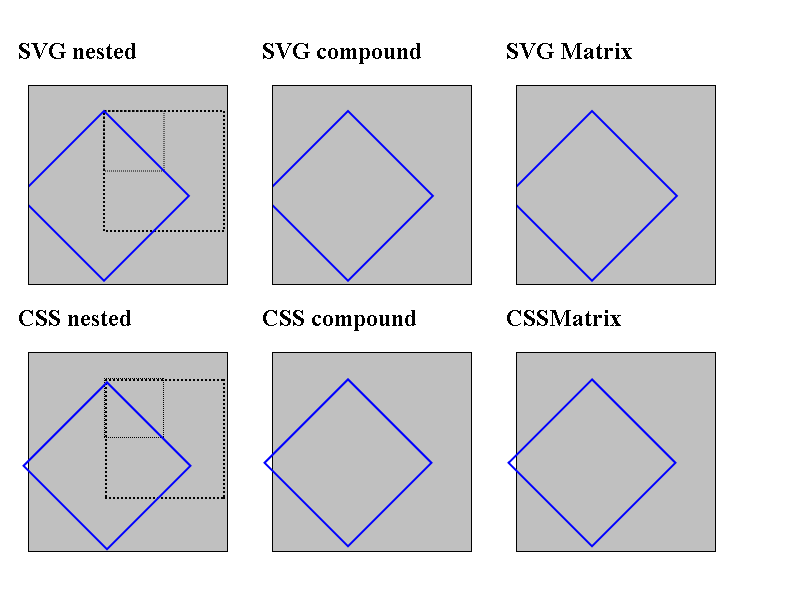 SVG nested
SVG compound
SVG Matrix
CSS nested
CSS compound
CSSMatrix